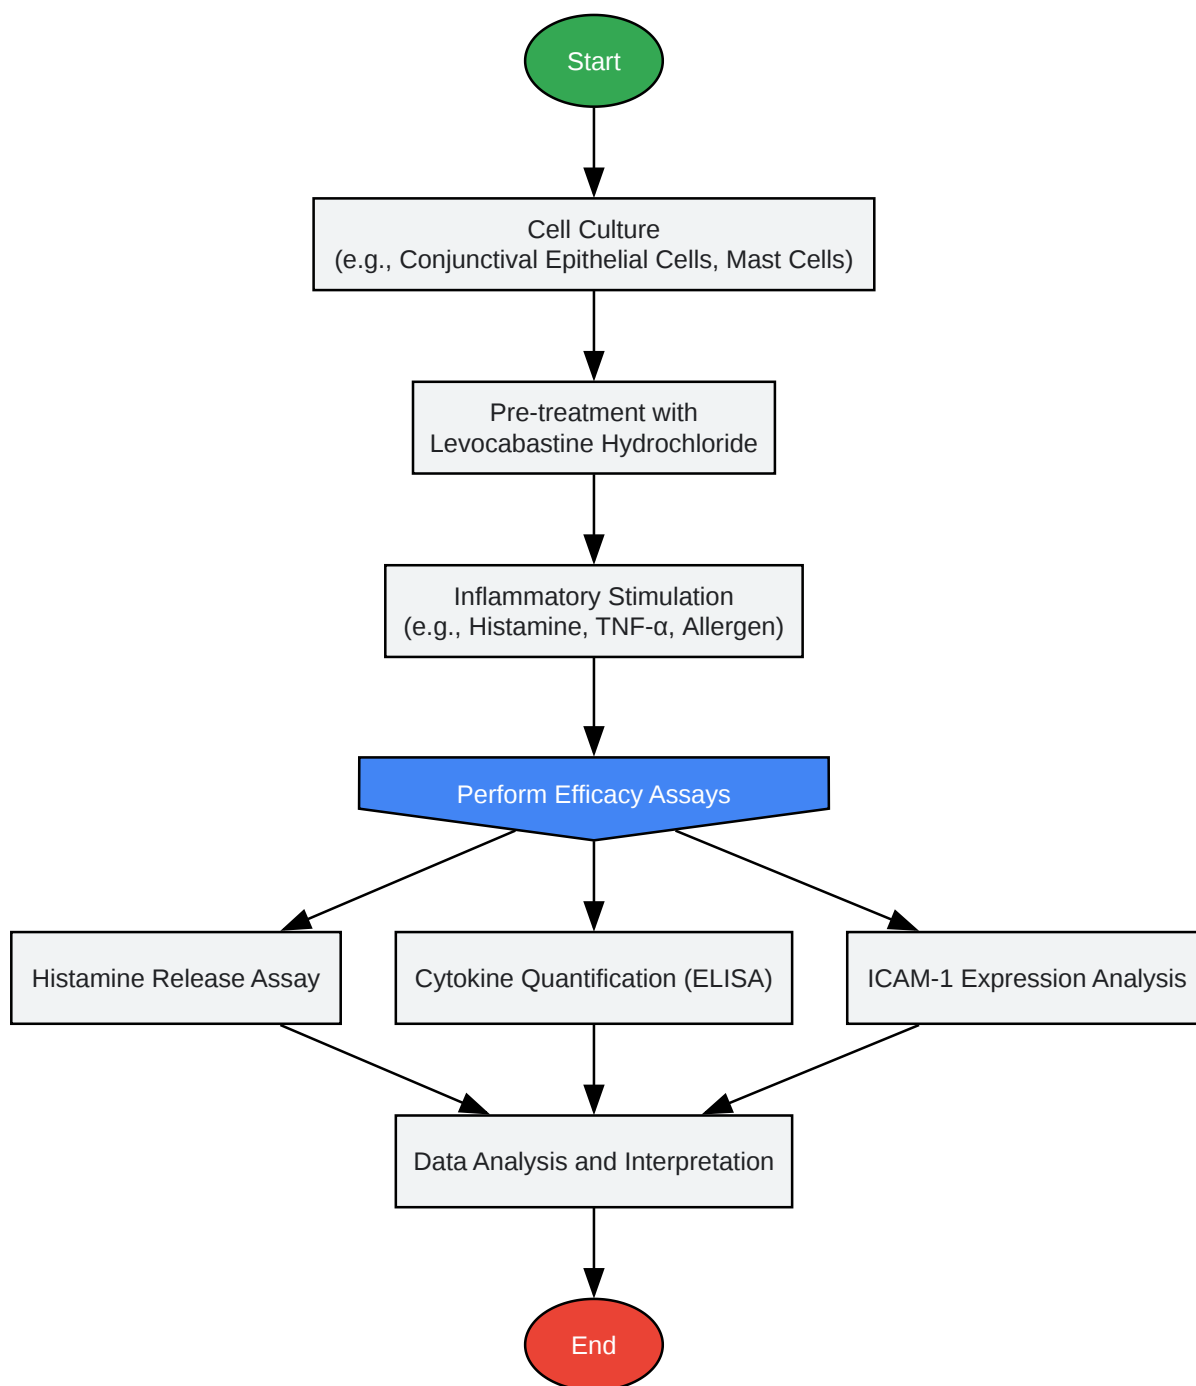 Start
Cell Culture
(e.g., Conjunctival Epithelial Cells, Mast Cells)
Pre-treatment with
Levocabastine Hydrochloride
Inflammatory Stimulation
(e.g., Histamine, TNF-α, Allergen)
Perform Efficacy Assays
Histamine Release Assay
Cytokine Quantification (ELISA)
ICAM-1 Expression Analysis
Data Analysis and Interpretation
End